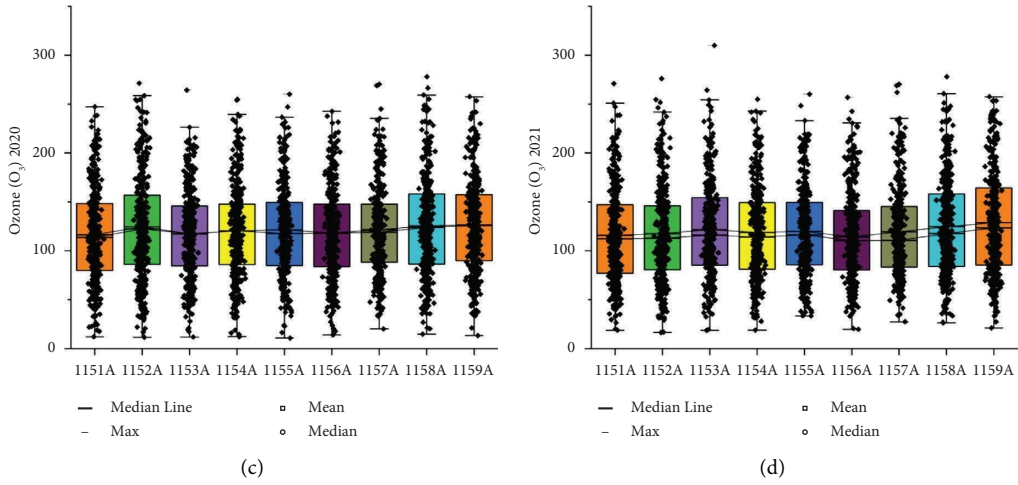 Ozone (O3) 2020
300
200
100
0
1151A 1152A 1153A 1154A 1155A 1156A 1157A 1158A 1159A
Median Line
Max
Mean
Median
(c)
Ozone (O3) 2021
300
200
100
0
1151A 1152A 1153A 1154A 1155A 1156A 1157A 1158A 1159A
Median Line
Max
Mean
Median
(d)